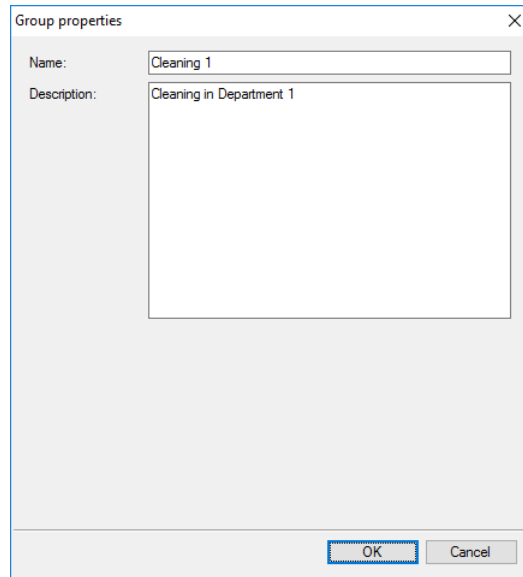 Group properties
Name: Cleaning 1
Description: Cleaning in Department 1
OK Cancel